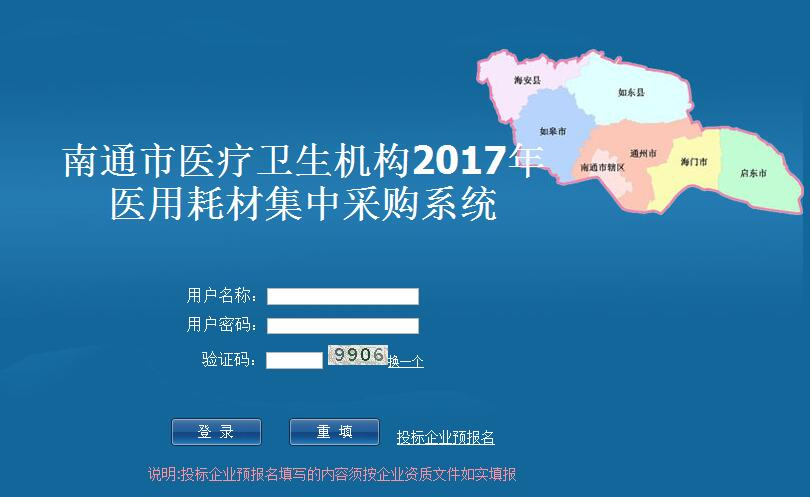 海安县
如东县
如皋市
通州市
南通市辖区
海门市
启东市
南通市医疗卫生机构2017年
医用耗材集中采购系统
用户名称：
用户密码：
验证码： 9906 换一个
登 录 重 填 投标企业预报名
说明:投标企业预报名填写的内容须按企业资质文件如实填报